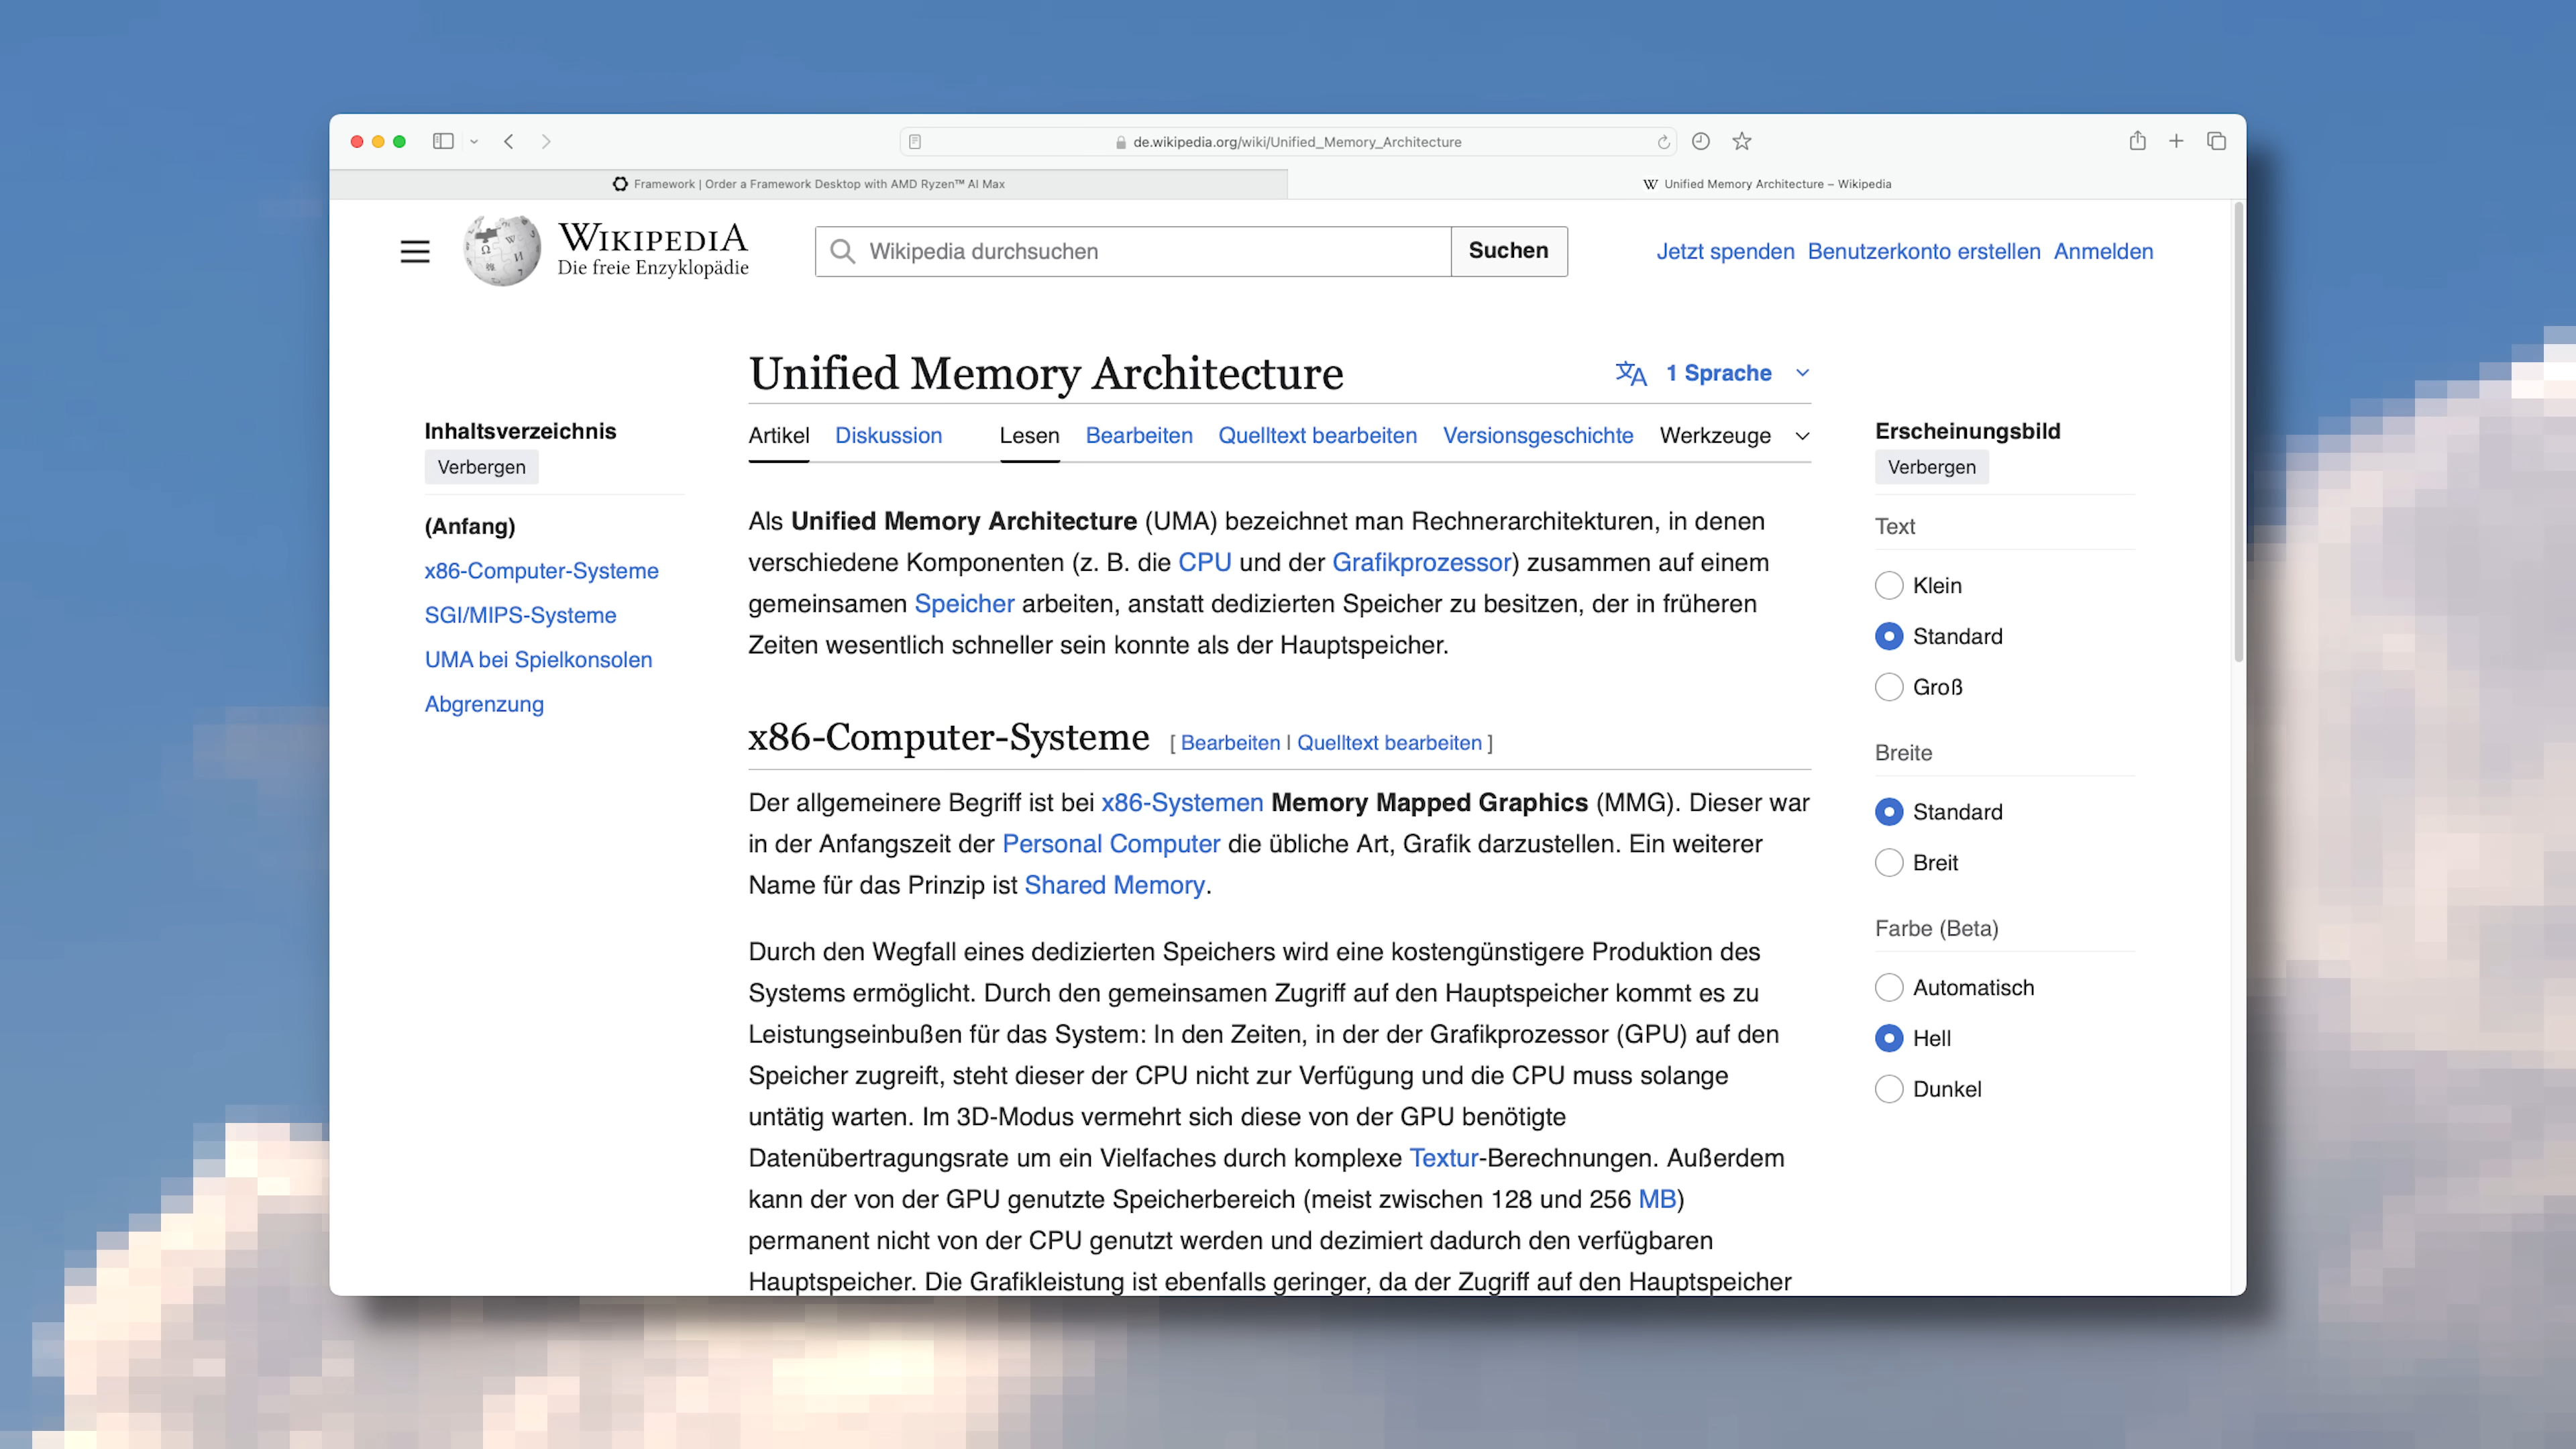 de.wikipedia.org/wiki/Unified_Memory_Architecture
Framework | Order a Framework Desktop with AMD Ryzen™ AI Max
Unified Memory Architecture – Wikipedia
WIKIPEDIA
Die freie Enzyklopädie
Wikipedia durchsuchen
Suchen
Jetzt spenden Benutzerkonto erstellen Anmelden
Unified Memory Architecture
1 Sprache
Artikel Diskussion Lesen Bearbeiten Quelltext bearbeiten Versionsgeschichte Werkzeuge
Inhaltsverzeichnis
Verbergen
(Anfang)
x86-Computer-Systeme
SGI/MIPS-Systeme
UMA bei Spielkonsolen
Abgrenzung
Als Unified Memory Architecture (UMA) bezeichnet man Rechnerarchitekturen, in denen
verschiedene Komponenten (z. B. die CPU und der Grafikprozessor) zusammen auf einem
gemeinsamen Speicher arbeiten, anstatt dedizierten Speicher zu besitzen, der in früheren
Zeiten wesentlich schneller sein konnte als der Hauptspeicher.
x86-Computer-Systeme [ Bearbeiten | Quelltext bearbeiten ]
Der allgemeinere Begriff ist bei x86-Systemen Memory Mapped Graphics (MMG). Dieser war
in der Anfangszeit der Personal Computer die übliche Art, Grafik darzustellen. Ein weiterer
Name für das Prinzip ist Shared Memory.
Durch den Wegfall eines dedizierten Speichers wird eine kostengünstigere Produktion des
Systems ermöglicht. Durch den gemeinsamen Zugriff auf den Hauptspeicher kommt es zu
Leistungseinbußen für das System: In den Zeiten, in der der Grafikprozessor (GPU) auf den
Speicher zugreift, steht dieser der CPU nicht zur Verfügung und die CPU muss solange
untätig warten. Im 3D-Modus vermehrt sich diese von der GPU benötigte
Datenübertragungsrate um ein Vielfaches durch komplexe Textur-Berechnungen. Außerdem
kann der von der GPU genutzte Speicherbereich (meist zwischen 128 und 256 MB)
permanent nicht von der CPU genutzt werden und dezimiert dadurch den verfügbaren
Hauptspeicher. Die Grafikleistung ist ebenfalls geringer, da der Zugriff auf den Hauptspeicher
Erscheinungsbild
Verbergen
Text
Klein
Standard
Groß
Breite
Standard
Breit
Farbe (Beta)
Automatisch
Hell
Dunkel